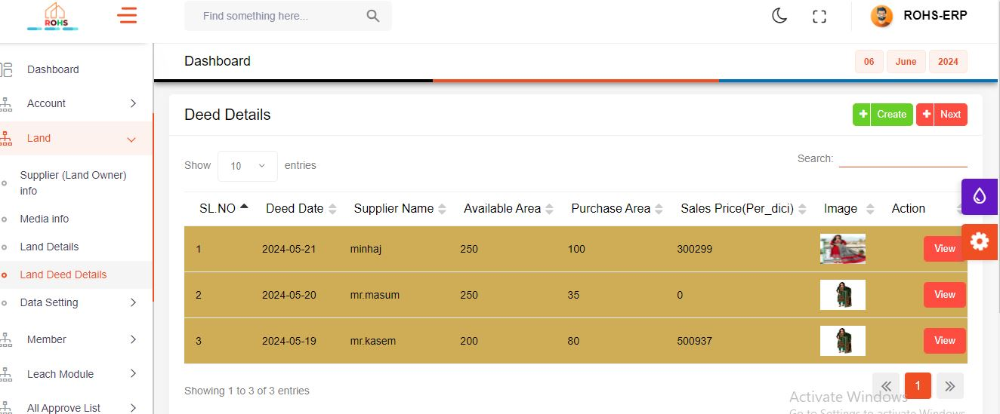 ROHS
Find something here...
ROHS-ERP
Dashboard
06 June 2024
Dashboard
Account
Land
Supplier (Land Owner)
info
Media info
Land Details
Land Deed Details
Data Setting
Member
Leach Module
All Approve List
Deed Details
+ Create
+ Next
Show 10 entries
Search:
SL.NO Deed Date Supplier Name Available Area Purchase Area Sales Price(Per_dici) Image Action
1 2024-05-21 minhaj 250 100 300299 View
2 2024-05-20 mr.masum 250 35 0 View
3 2024-05-19 mr.kasem 200 80 500937 View
Showing 1 to 3 of 3 entries
« 1 »
Activate Windows
Go to Settings to activate Windows.